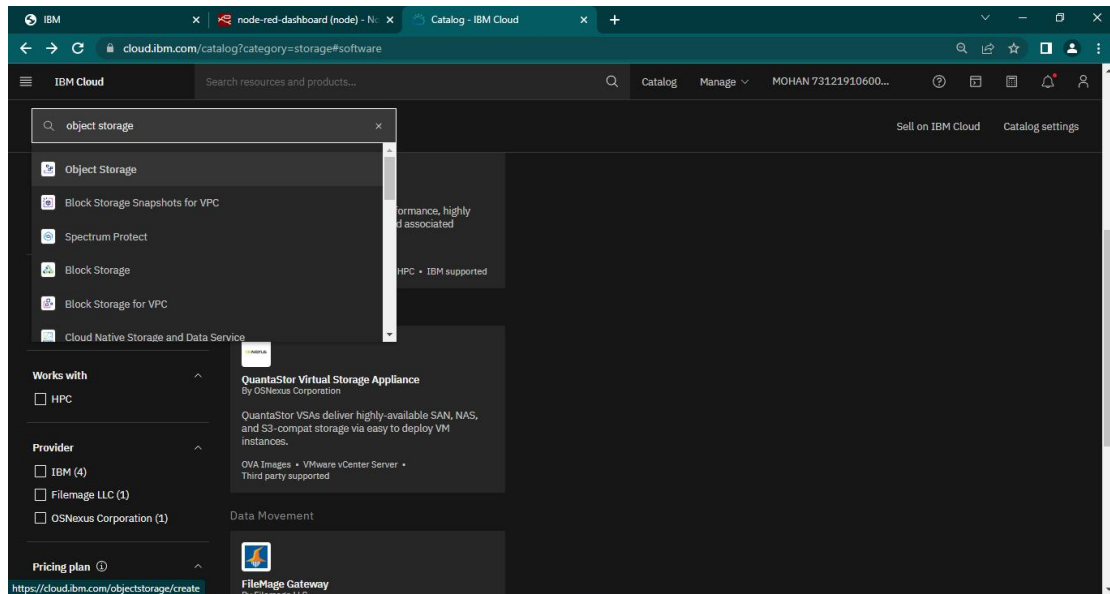 IBM
node-red-dashboard (node) - No
Catalog - IBM Cloud
cloud.ibm.com/catalog?category=storage#software
IBM Cloud
Search resources and products...
Catalog
Manage
MOHAN 73121910600...
object storage
Sell on IBM Cloud
Catalog settings
Object Storage
Block Storage Snapshots for VPC
Spectrum Protect
Block Storage
Block Storage for VPC
Cloud Native Storage and Data Service
ormance, highly
d associated
HPC • IBM supported
Works with
HPC
Provider
IBM (4)
Filemage LLC (1)
OSNexus Corporation (1)
Pricing plan
QuantaStor Virtual Storage Appliance
By OSNexus Corporation
QuantaStor VSAs deliver highly-available SAN, NAS,
and S3-compat storage via easy to deploy VM
instances.
OVA Images • VMware vCenter Server •
Third party supported
Data Movement
FileMage Gateway
By Filemage LLC
https://cloud.ibm.com/objectstorage/create